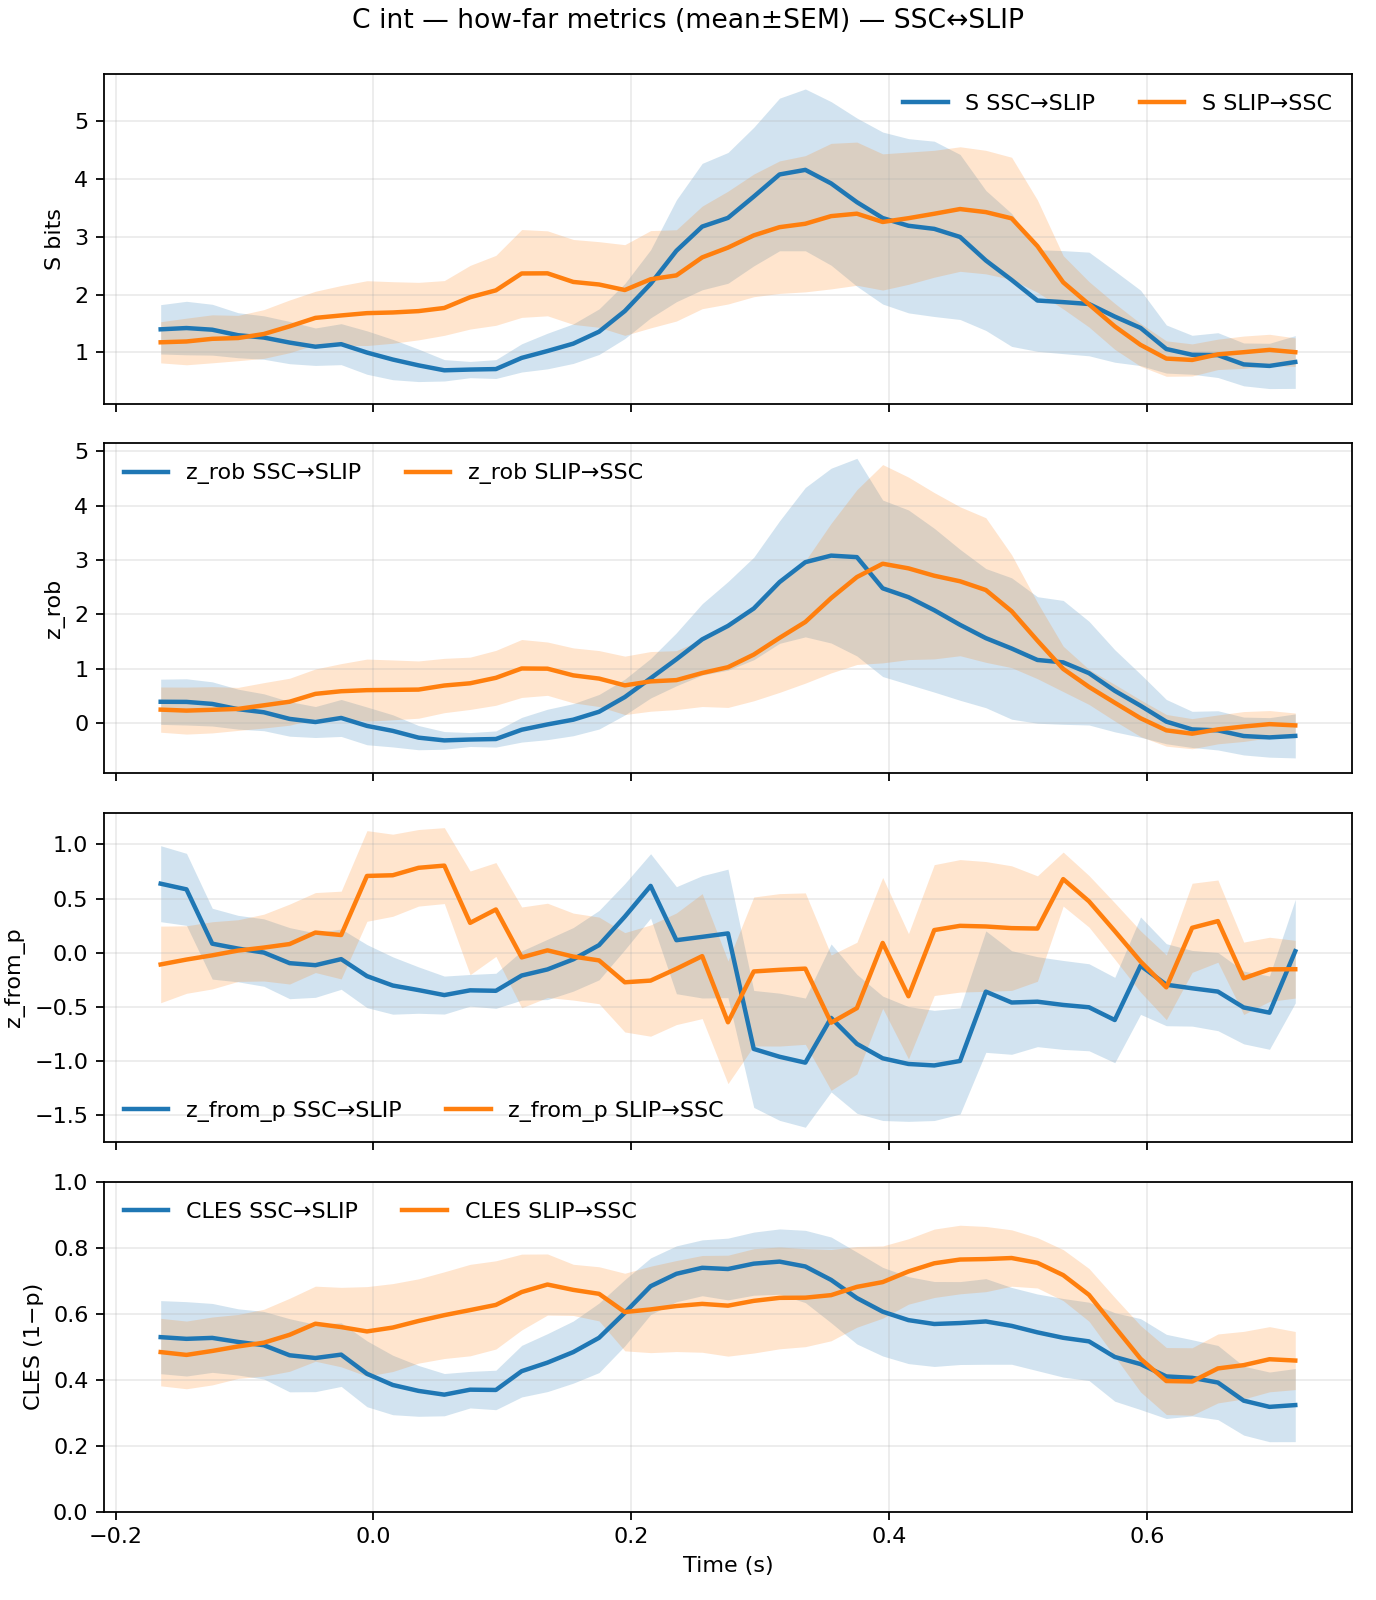 C int — how-far metrics (mean±SEM) — SSC↔SLIP
S SSC→SLIP S SLIP→SSC
5
4
3
2
1
S bits
z_rob SSC→SLIP z_rob SLIP→SSC
5
4
3
2
1
0
z_rob
1.0
0.5
0.0
−0.5
−1.0
−1.5
z_from_p
z_from_p SSC→SLIP z_from_p SLIP→SSC
CLES SSC→SLIP CLES SLIP→SSC
1.0
0.8
0.6
0.4
0.2
0.0
CLES (1−p)
−0.2 0.0 0.2 0.4 0.6
Time (s)